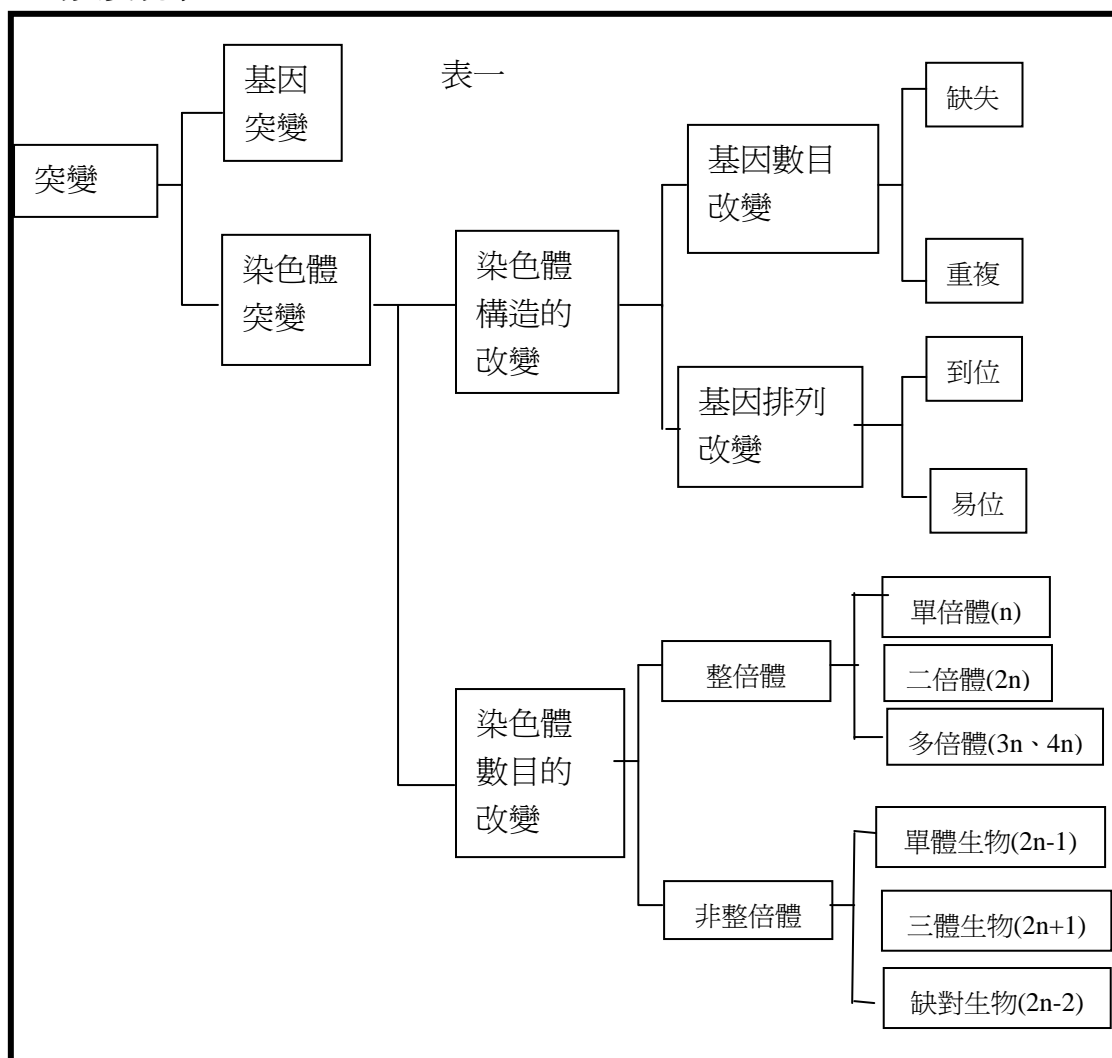 表一
突變
基因
突變
染色體
突變
染色體
構造的
改變
基因數目
改變
缺失
重複
基因排列
改變
到位
易位
染色體
數目的
改變
整倍體
單倍體(n)
二倍體(2n)
多倍體(3n、4n)
非整倍體
單體生物(2n-1)
三體生物(2n+1)
缺對生物(2n-2)